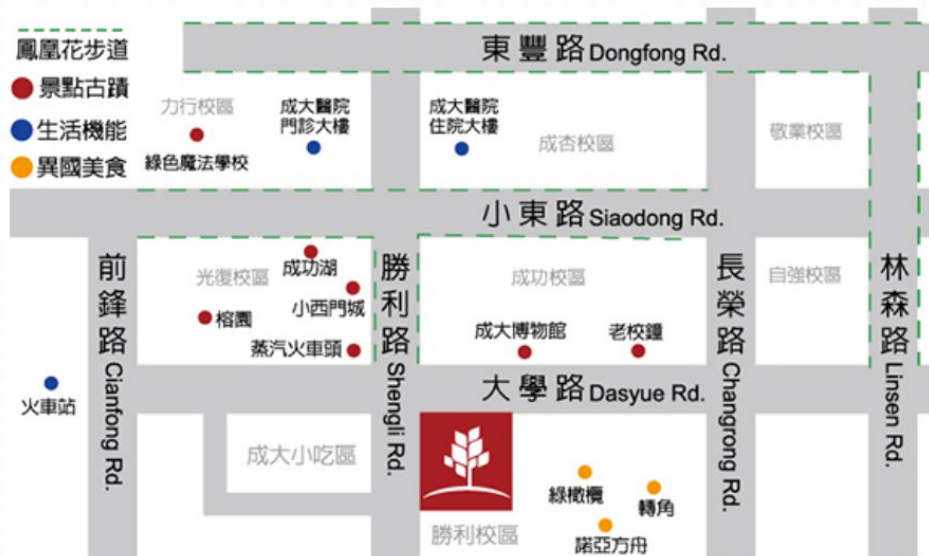 鳳凰花步道
景點古蹟
生活機能
異國美食
東豐路 Dongfong Rd.
力行校區
綠色魔法學校
成大醫院
門診大樓
成大醫院
住院大樓
成杏校區
敬業校區
小東路 Siaodong Rd.
前鋒路 Cianfong Rd.
光復校區
成功湖
小西門城
榕園
蒸汽火車頭
勝利路 Shengli Rd.
成功校區
成大博物館
老校鐘
長榮路 Changrong Rd.
自強校區
林森路 Linsen Rd.
火車站
大學路 Dasyue Rd.
成大小吃區
勝利校區
綠橄欖
轉角
諾亞方舟